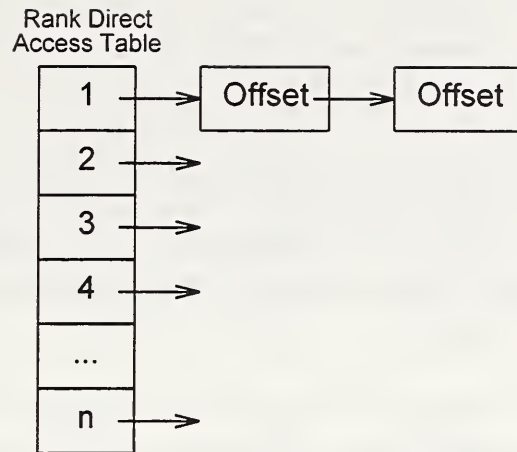 Rank Direct
Access Table
1 Offset Offset
2
3
4
...
n